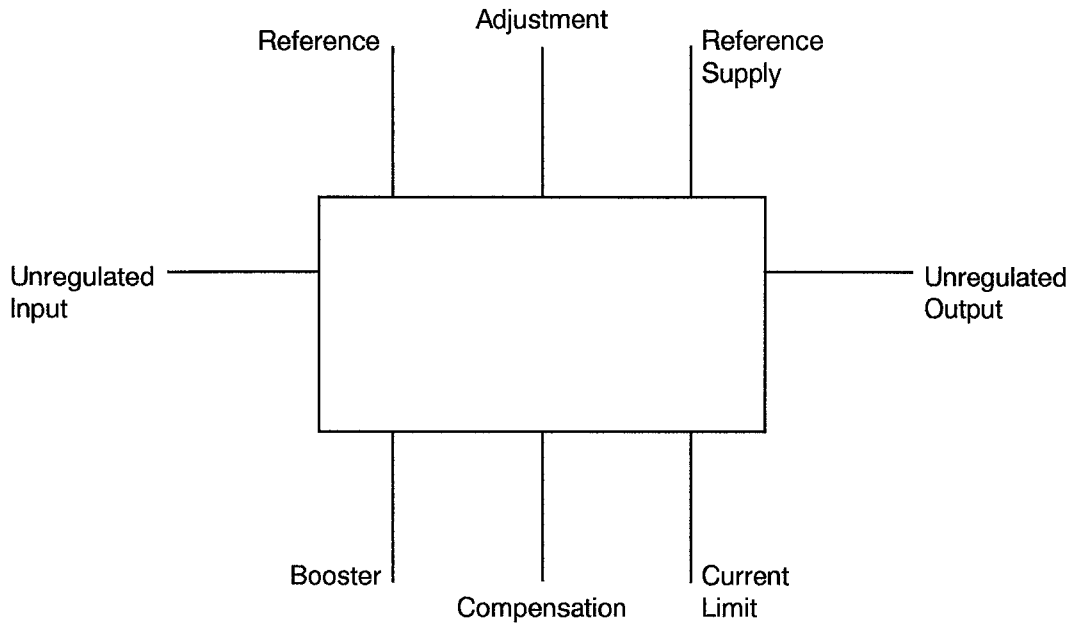 Adjustment
Reference
Reference
Supply
Unregulated
Input
Unregulated
Output
Booster
Compensation
Current
Limit